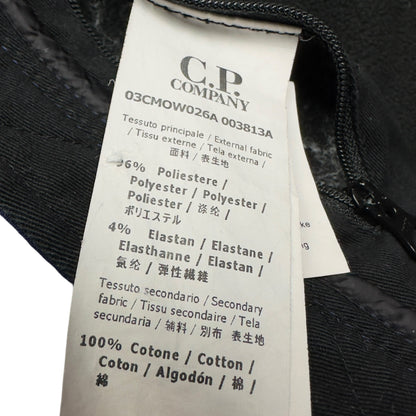 C.P.
COMPANY
03CMOW026A 003813A
Tessuto principale / External fabric
/ Tissu externe / Tela externa /
面料 / 表生地
96% Poliestere /
Polyester / Polyester /
Poliéster / 涤纶 /
ポリエステル
4% Elastan / Elastane /
Elasthanne / Elastan /
氨纶 / 弾性繊維
Tessuto secondario / Secondary
fabric / Tissu secondaire / Tela
secundaria / 辅料 / 別布 表生地
100% Cotone / Cotton /
Coton / Algodón / 棉 /
綿